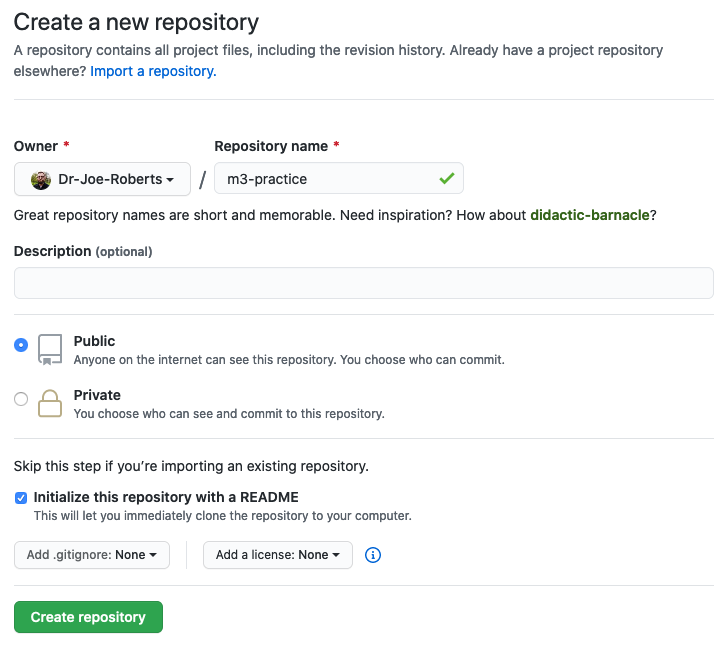 Create a new repository
A repository contains all project files, including the revision history. Already have a project repository
elsewhere? Import a repository.
Owner *
Repository name *
Dr-Joe-Roberts
/
m3-practice
Great repository names are short and memorable. Need inspiration? How about didactic-barnacle?
Description (optional)
Public
Anyone on the internet can see this repository. You choose who can commit.
Private
You choose who can see and commit to this repository.
Skip this step if you’re importing an existing repository.
Initialize this repository with a README
This will let you immediately clone the repository to your computer.
Add .gitignore: None
Add a license: None
Create repository